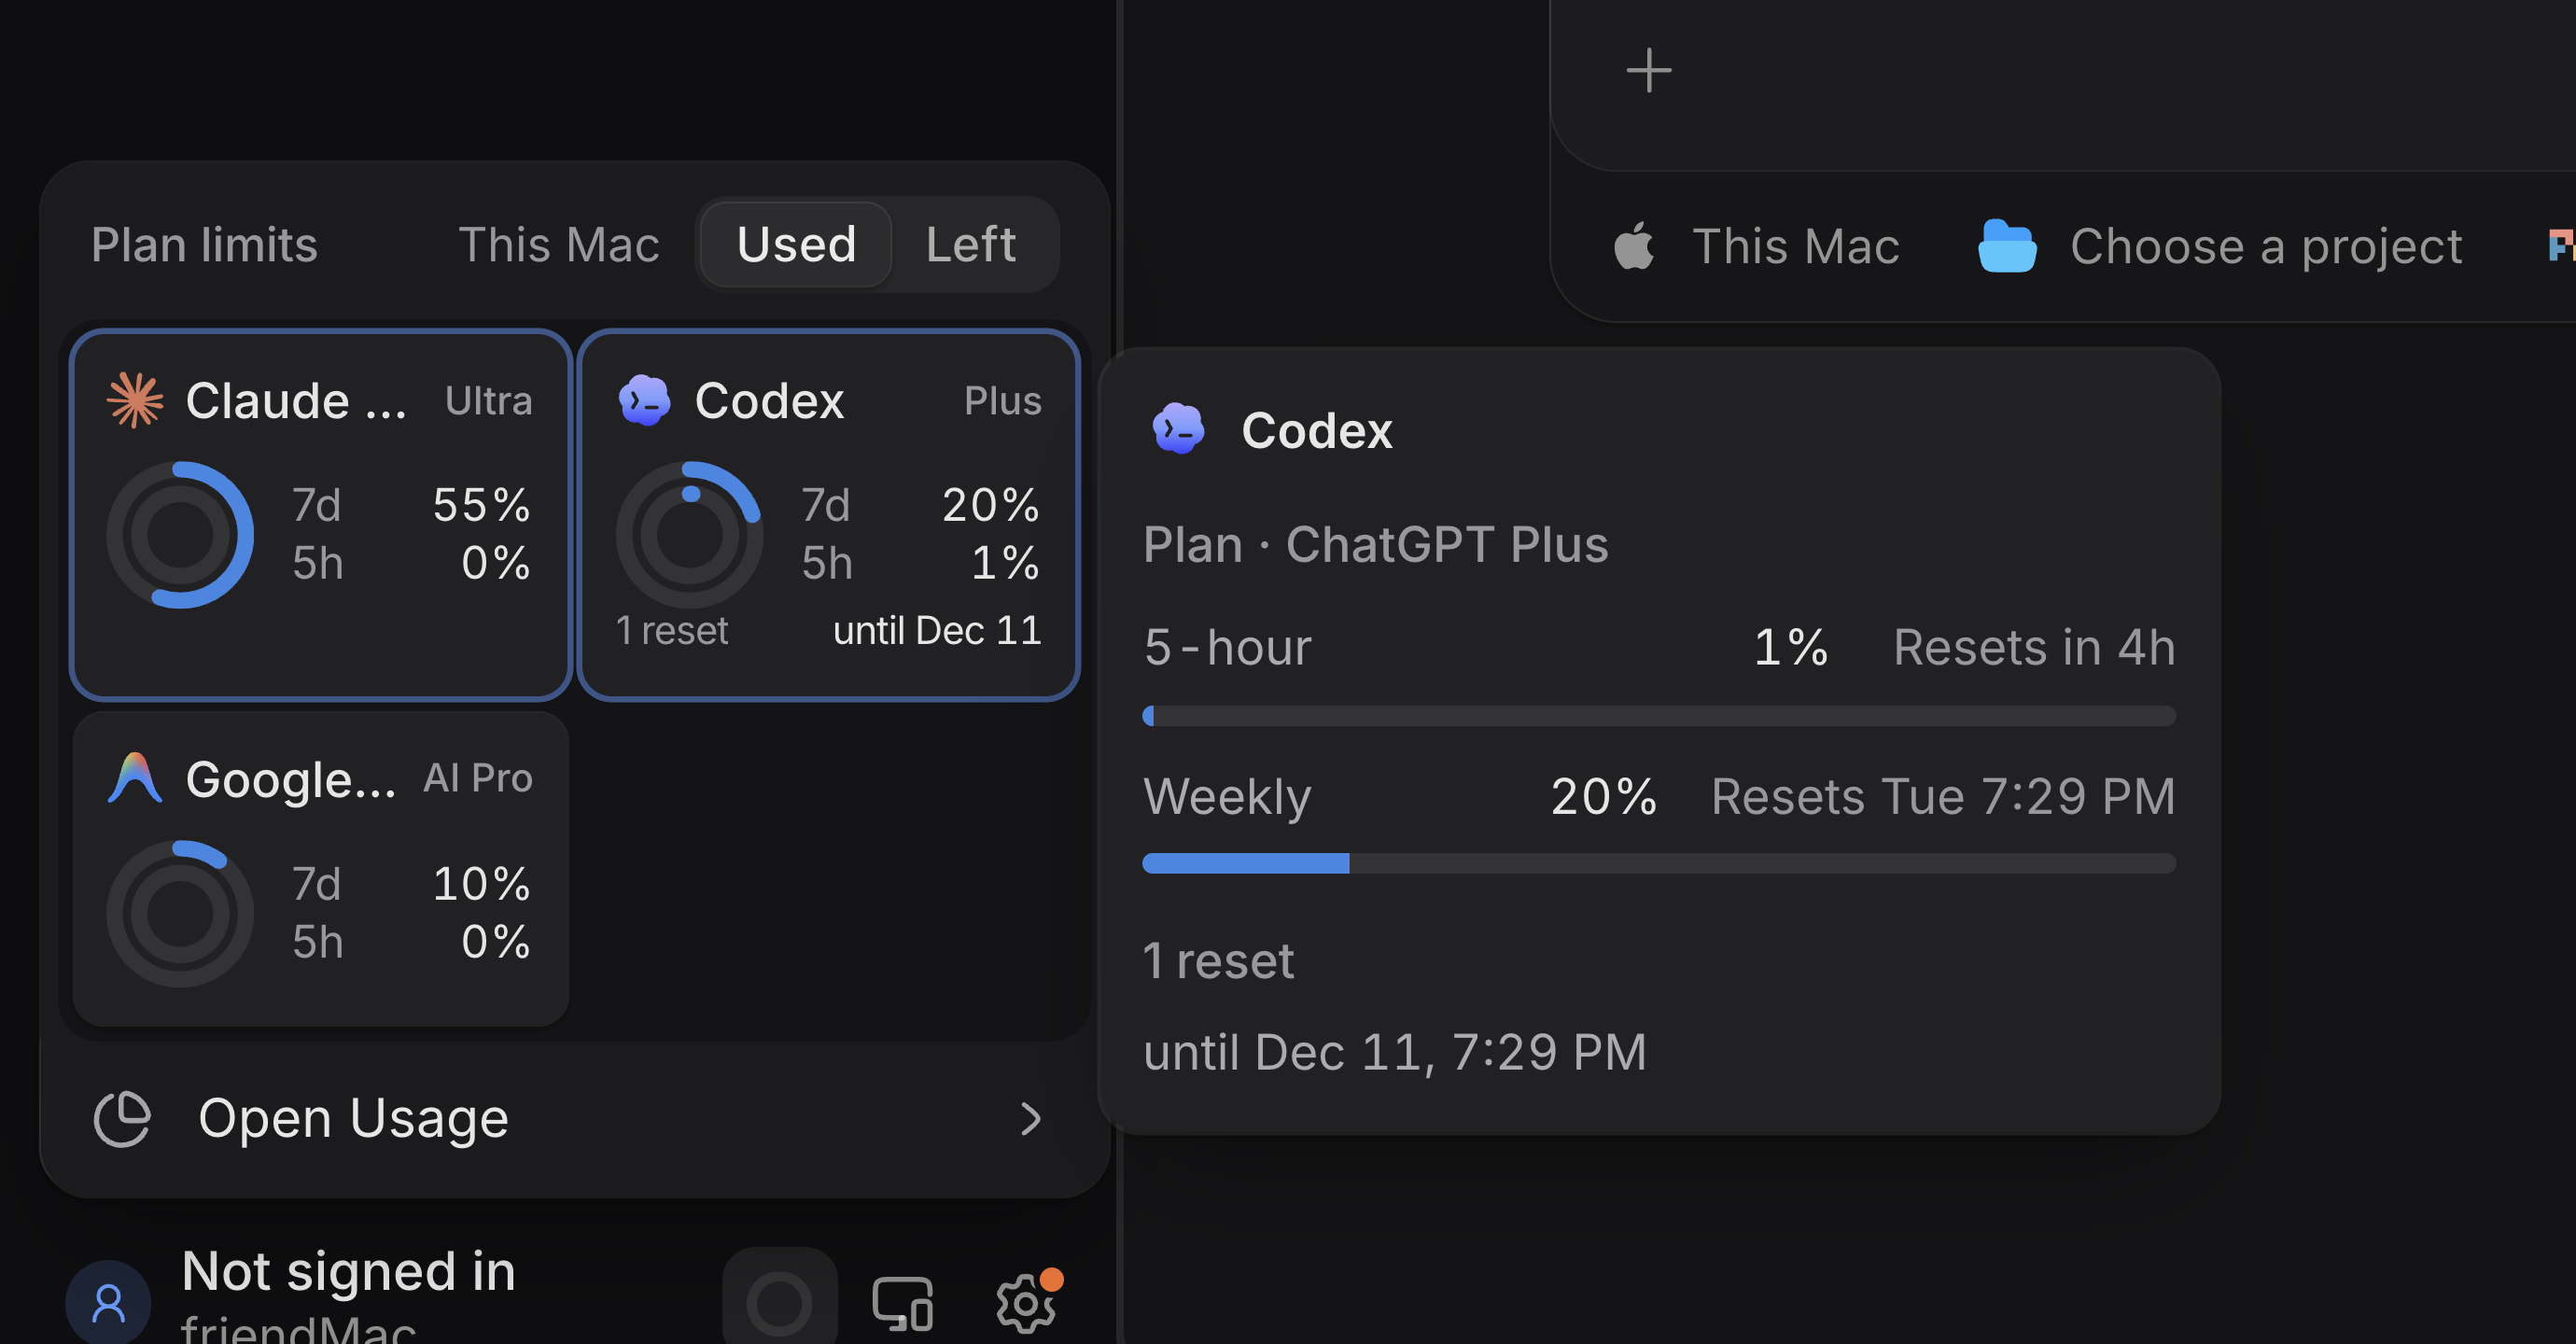 Plan limits This Mac Used Left
Claude ... Ultra
7d 55%
5h 0%
Codex Plus
7d 20%
5h 1%
1 reset until Dec 11
Google... AI Pro
7d 10%
5h 0%
Open Usage
Not signed in
friendMac
This Mac Choose a project
Codex
Plan · ChatGPT Plus
5-hour 1% Resets in 4h
Weekly 20% Resets Tue 7:29 PM
1 reset
until Dec 11, 7:29 PM